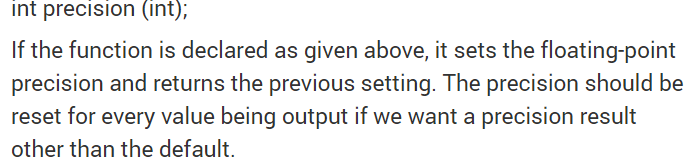 int precision (int);
If the function is declared as given above, it sets the floating-point
precision and returns the previous setting. The precision should be
reset for every value being output if we want a precision result
other than the default.